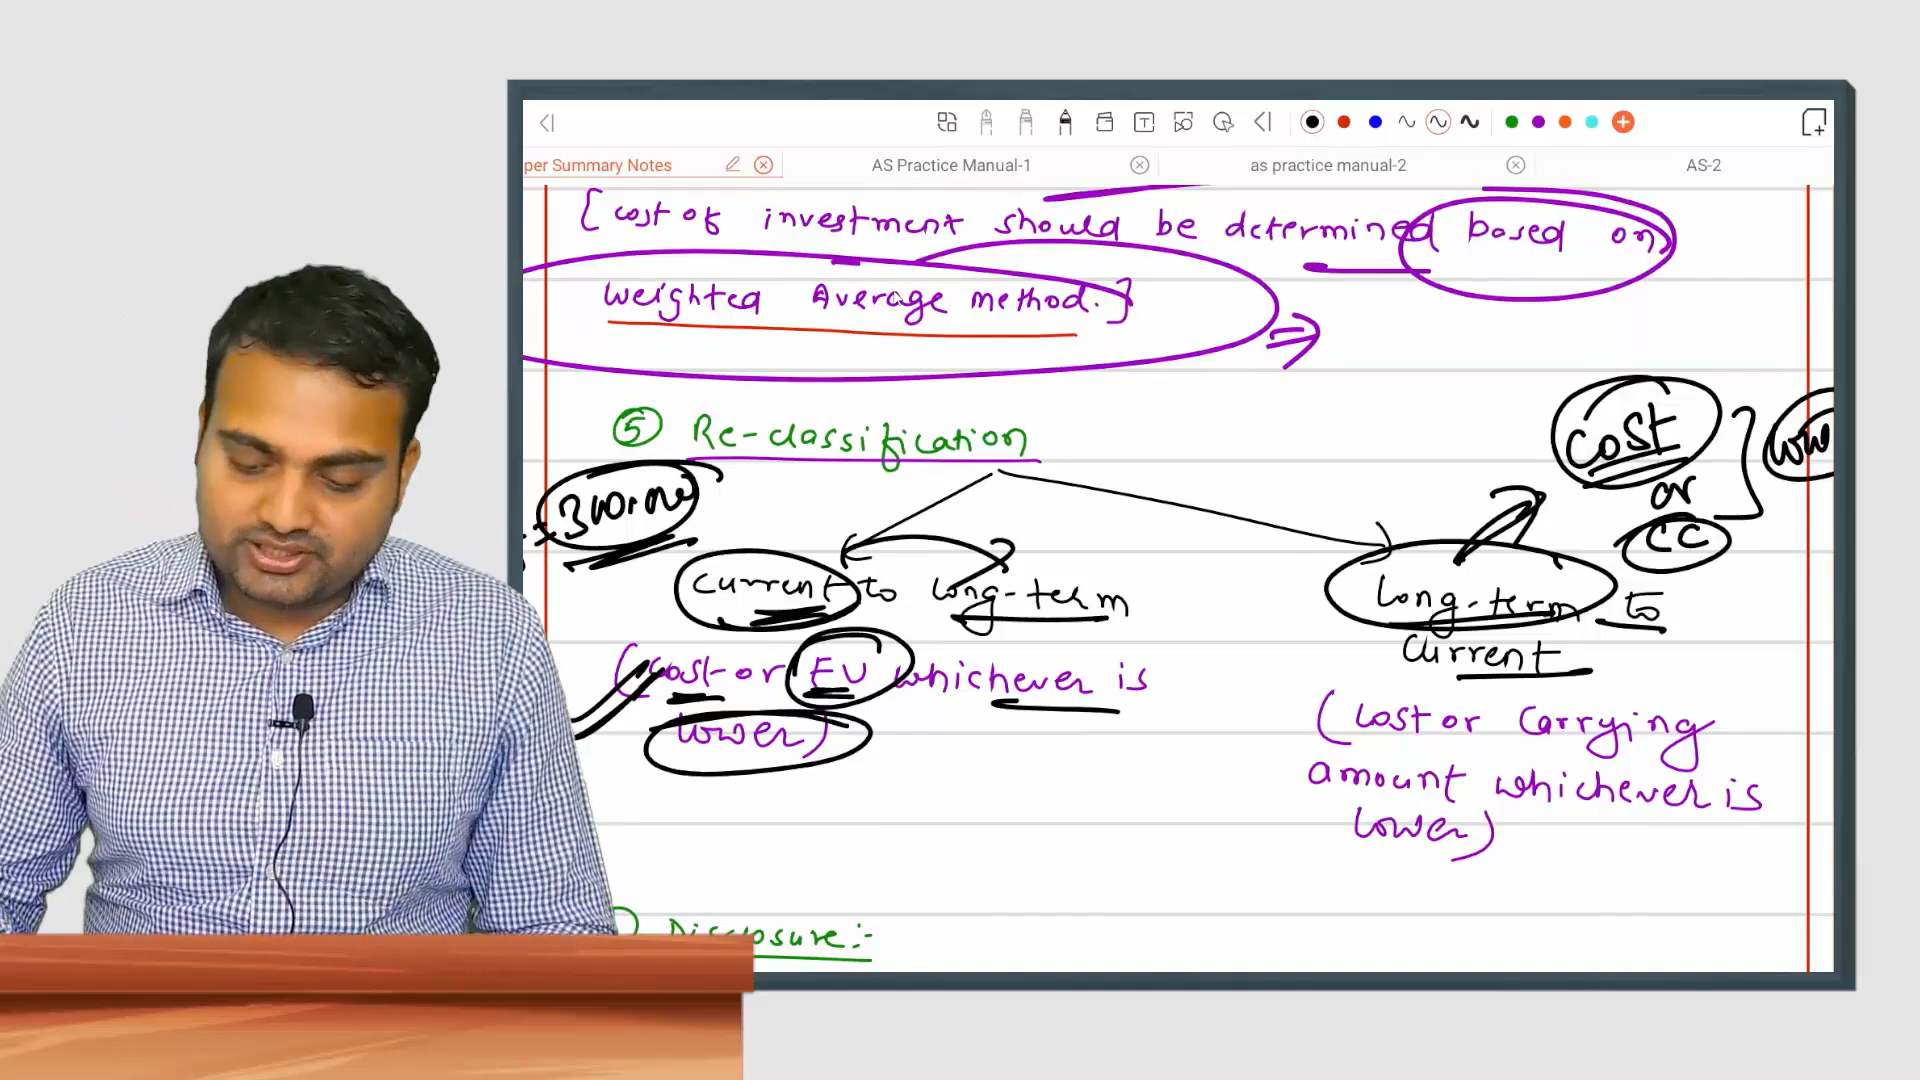 per Summary Notes
AS Practice Manual-1
as practice manual-2
AS-2
[cost of investment should be determined based on
weighted Average method.]
5 Re-classification
cost
or
CC
current to long-term
(cost or FV whichever is
lower)
Long-term to
current
(cost or carrying
amount whichever is
lower)
Disclosure:-